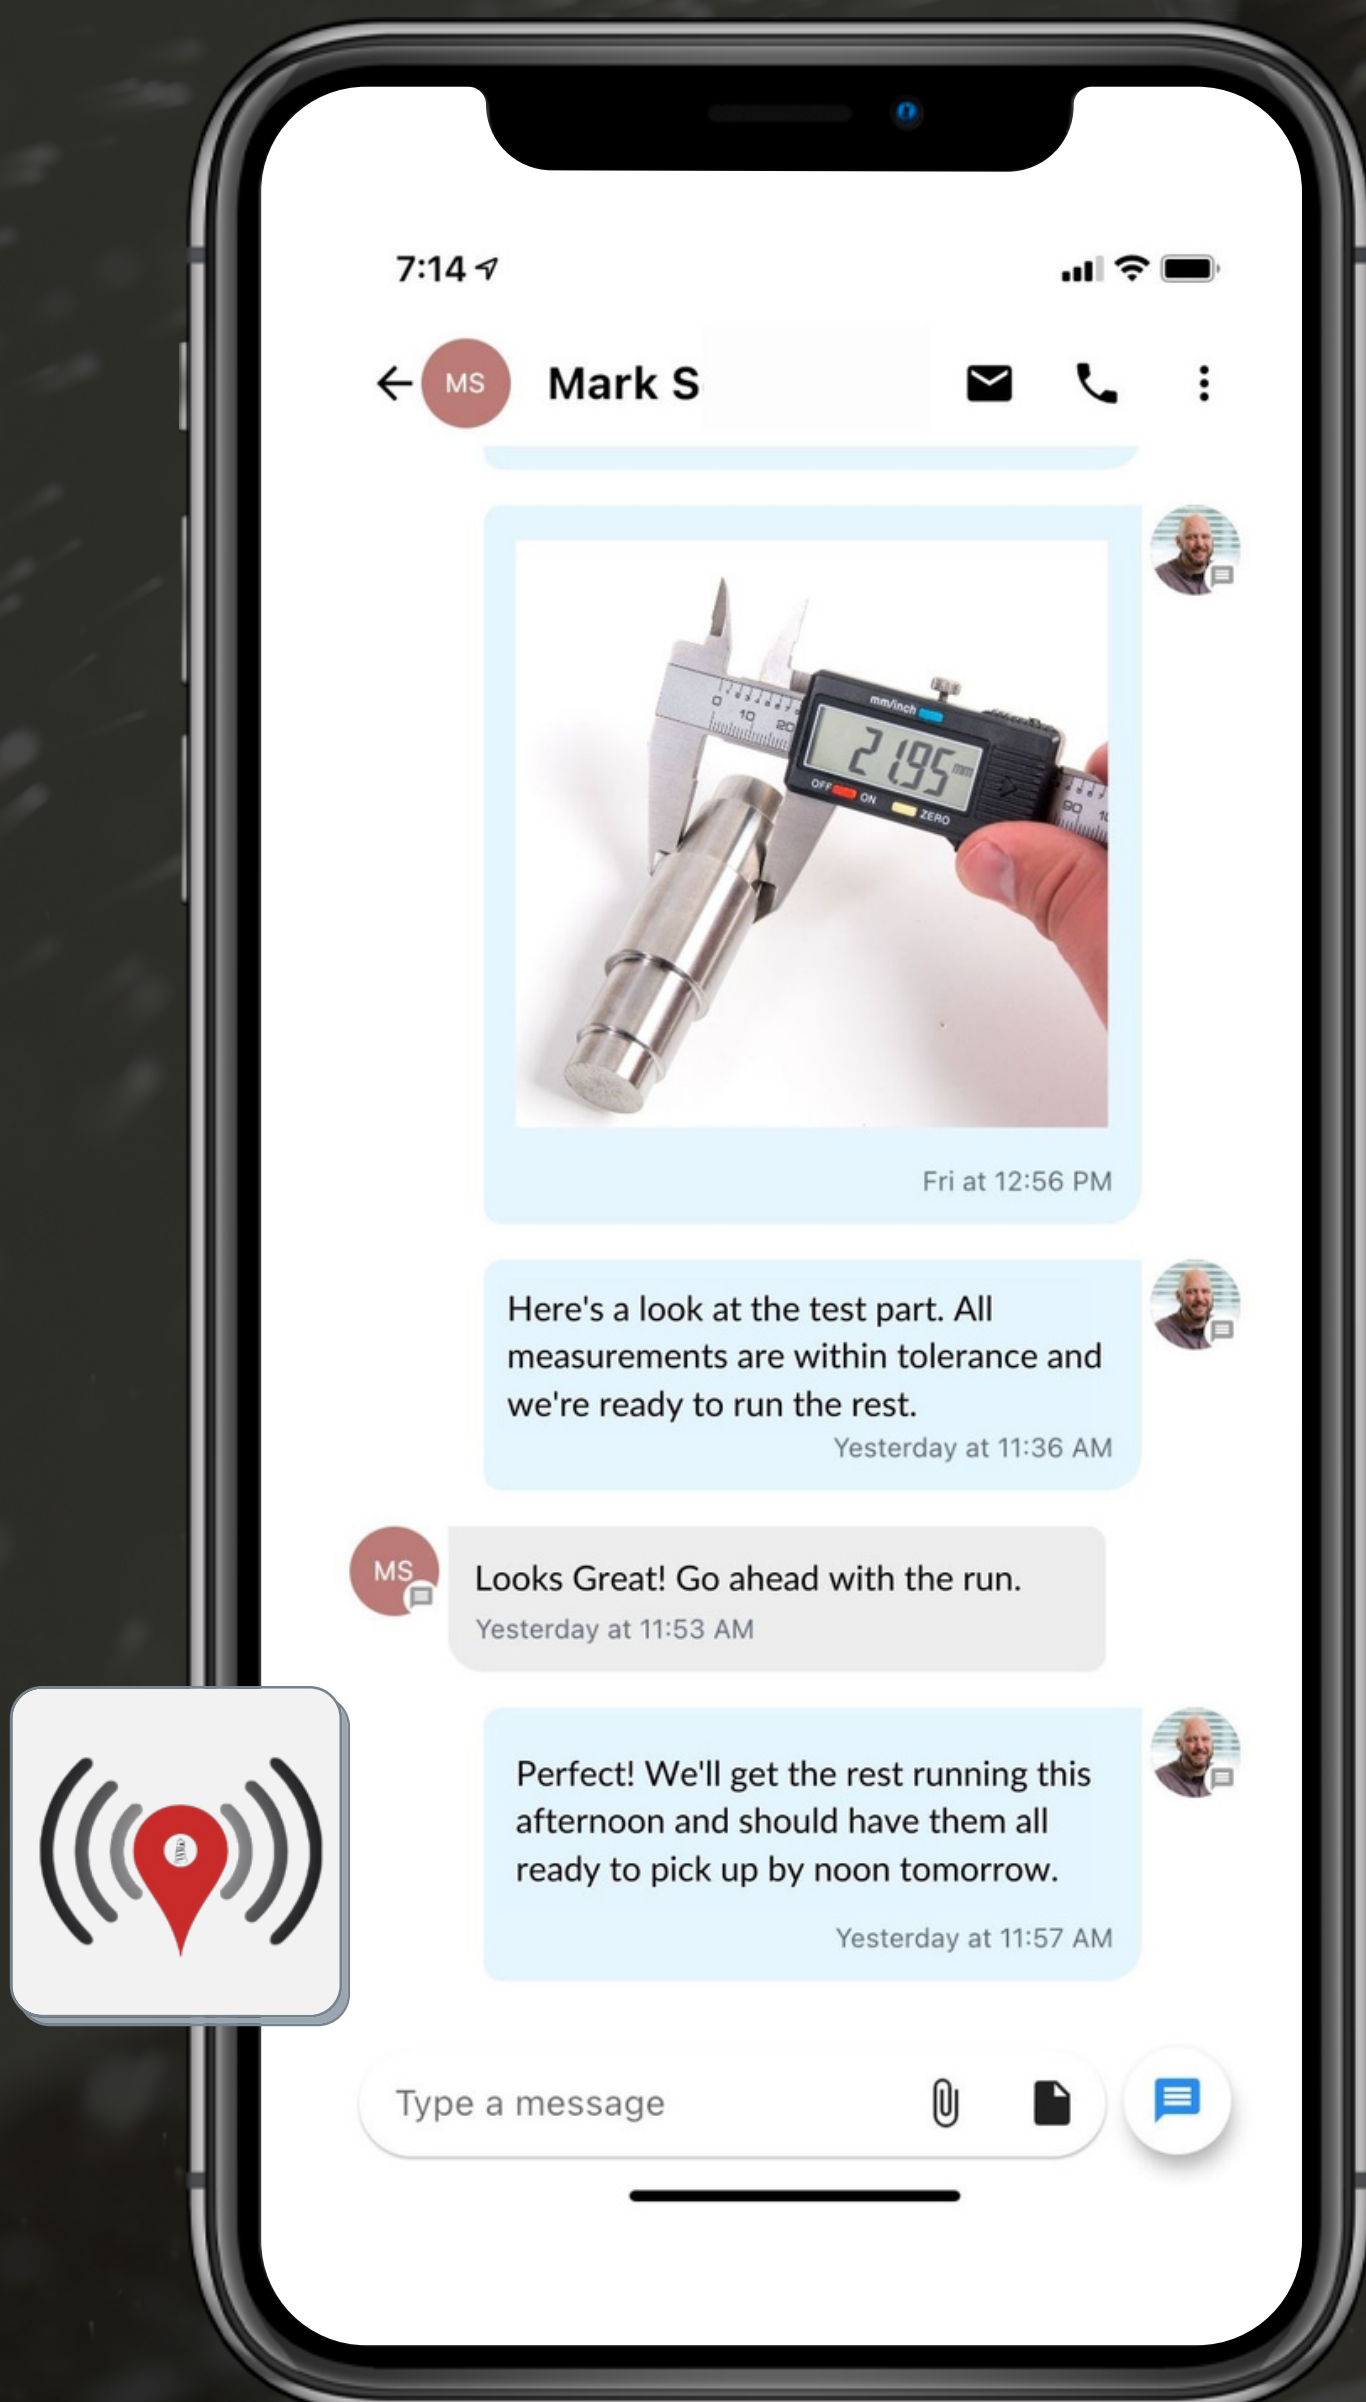 7:14
MS
Mark S
mm/inch
0
10
20
21.95 mm
OFF ON
ZERO
90
Fri at 12:56 PM
Here's a look at the test part. All
measurements are within tolerance and
we're ready to run the rest.
Yesterday at 11:36 AM
MS
Looks Great! Go ahead with the run.
Yesterday at 11:53 AM
Perfect! We'll get the rest running this
afternoon and should have them all
ready to pick up by noon tomorrow.
Yesterday at 11:57 AM
Type a message